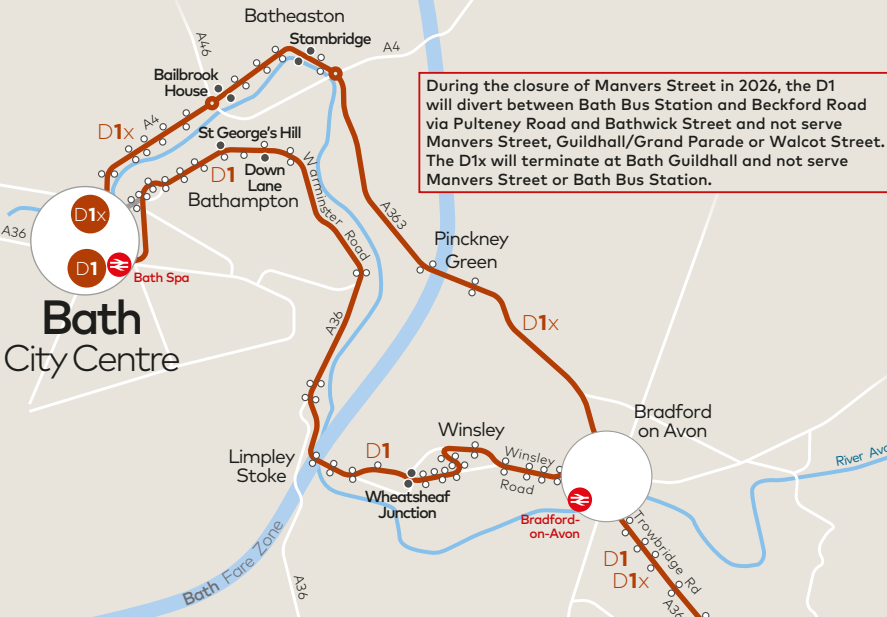 Batheaston
Stambridge
A46
A4
Bailbrook
House
D1x
A4
St George's Hill
D1
Down
Lane
Bathampton
Warminster Road
During the closure of Manvers Street in 2026, the D1
will divert between Bath Bus Station and Beckford Road
via Pulteney Road and Bathwick Street and not serve
Manvers Street, Guildhall/Grand Parade or Walcot Street.
The D1x will terminate at Bath Guildhall and not serve
Manvers Street or Bath Bus Station.
A36
D1x
D1
Bath Spa
Bath
City Centre
A363
Pinckney
Green
D1x
A36
Limpley
Stoke
D1
Winsley
Winsley
Road
Wheatsheaf
Junction
Bradford
on Avon
Bradford-
on-Avon
River Avo
Trowbridge Rd
D1
D1x
A36
Bath Fare Zone
A36